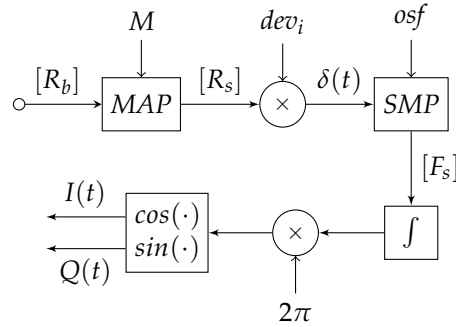 M
dev_i
osf
[R_b]
MAP
[R_s]
×
δ(t)
SMP
[F_s]
I(t)
cos(·)
sin(·)
Q(t)
×
∫
2π